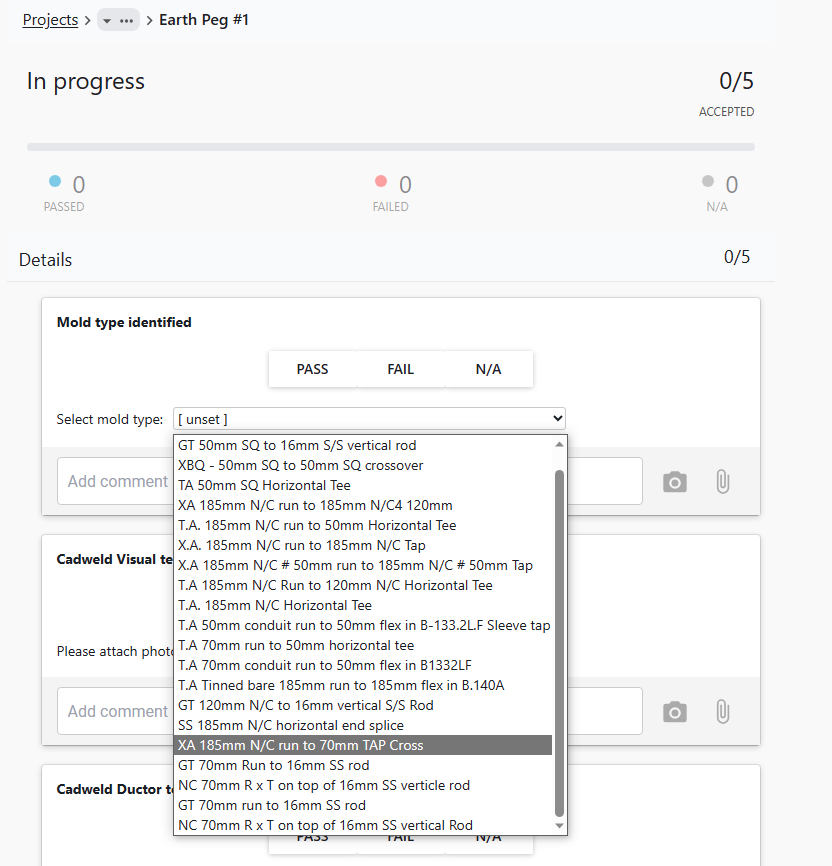 Projects > ... > Earth Peg #1
In progress 0/5
ACCEPTED
0 0 0
PASSED FAILED N/A
Details 0/5
Mold type identified
PASS FAIL N/A
Select mold type: [ unset ]
GT 50mm SQ to 16mm S/S vertical rod
XBQ - 50mm SQ to 50mm SQ crossover
Add comment
TA 50mm SQ Horizontal Tee
XA 185mm N/C run to 185mm N/C4 120mm
T.A. 185mm N/C run to 50mm Horizontal Tee
X.A. 185mm N/C run to 185mm N/C Tap
Cadweld Visual te
X.A 185mm N/C # 50mm run to 185mm N/C # 50mm Tap
T.A 185mm N/C Run to 120mm N/C Horizontal Tee
T.A. 185mm N/C Horizontal Tee
T.A 50mm conduit run to 50mm flex in B-133.2L.F Sleeve tap
Please attach photo
T.A 70mm run to 50mm horizontal tee
T.A 70mm conduit run to 50mm flex in B1332LF
T.A Tinned bare 185mm run to 185mm flex in B.140A
Add comment
GT 120mm N/C to 16mm vertical S/S Rod
SS 185mm N/C horizontal end splice
XA 185mm N/C run to 70mm TAP Cross
GT 70mm Run to 16mm SS rod
Cadweld Ductor te
NC 70mm R x T on top of 16mm SS verticle rod
GT 70mm run to 16mm SS rod
NC 70mm R x T on top of 16mm SS vertical Rod
PASS FAIL N/A